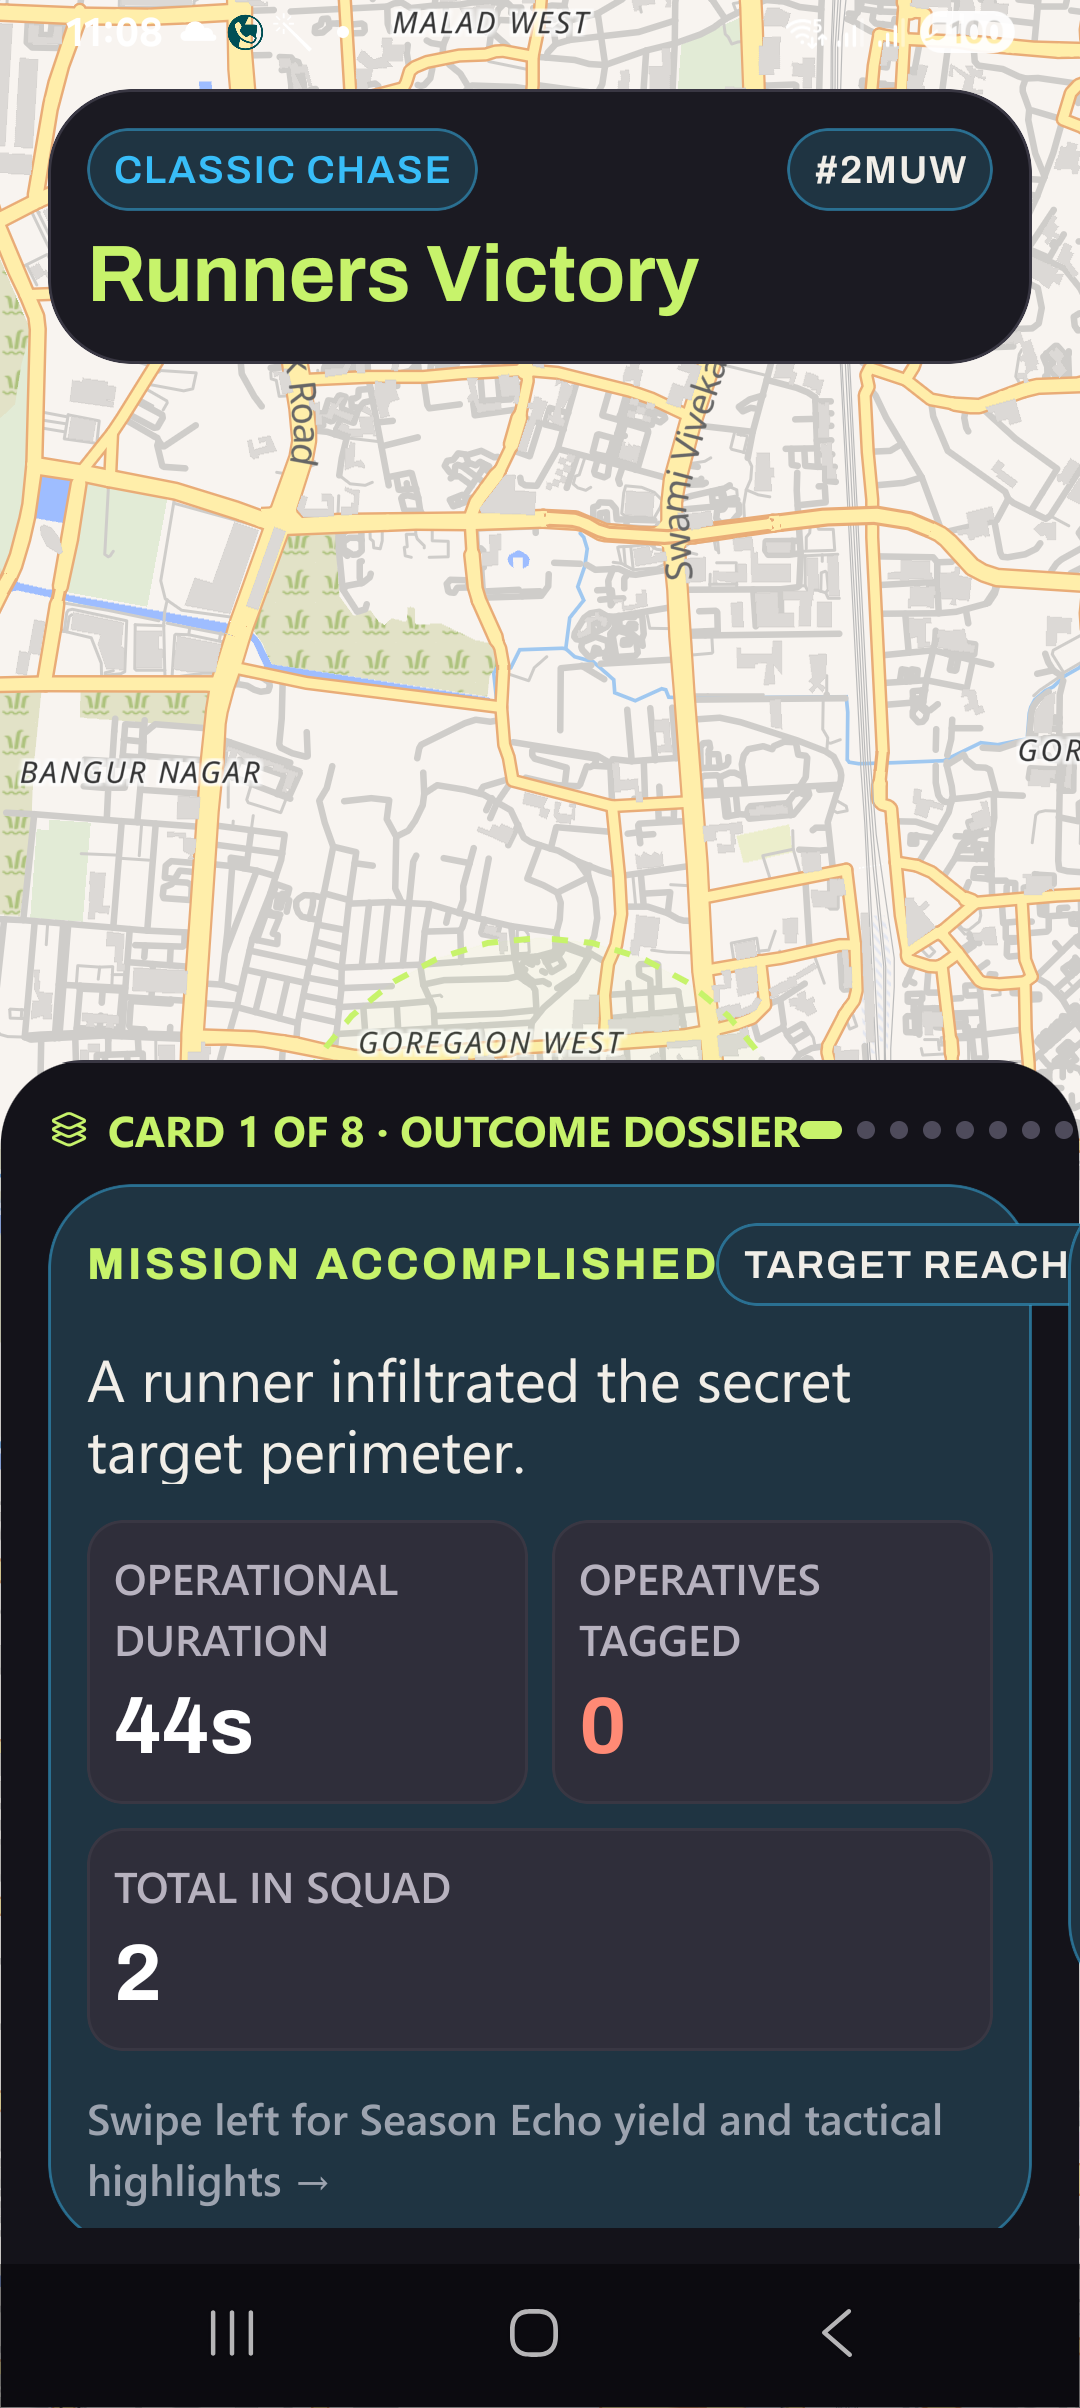 11:08
100
MALAD WEST
CLASSIC CHASE
#2MUW
Runners Victory
Road
Swami Viveka
BANGUR NAGAR
GOR
GOREGAON WEST
CARD 1 OF 8 · OUTCOME DOSSIER
MISSION ACCOMPLISHED
TARGET REACH
A runner infiltrated the secret
target perimeter.
OPERATIONAL
DURATION
44s
OPERATIVES
TAGGED
0
TOTAL IN SQUAD
2
Swipe left for Season Echo yield and tactical
highlights →